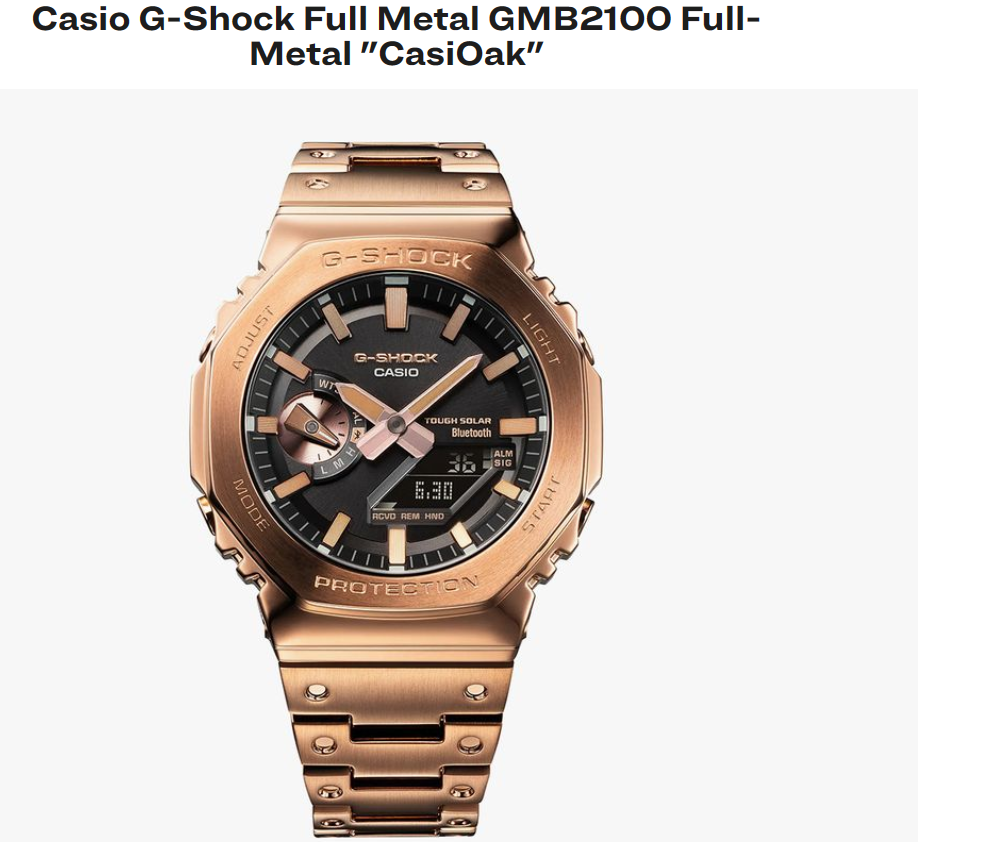 Casio G-Shock Full Metal GMB2100 Full-
Metal "CasiOak"
G-SHOCK
ADJUST
LIGHT
G-SHOCK
CASIO
TOUGH SOLAR
Bluetooth
36
ALM
SIG
6:30
L M H
RCVD REM HND
MODE
START
PROTECTION